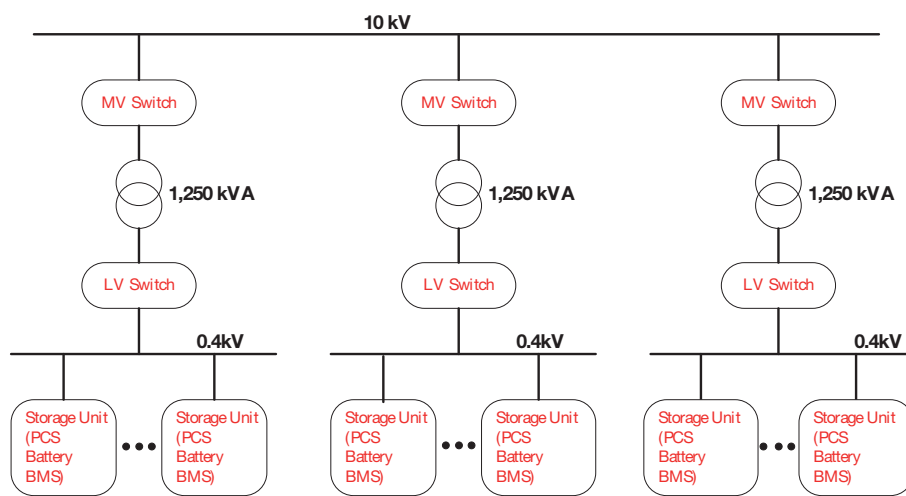 10 kV
MV Switch
MV Switch
MV Switch
1,250 kVA
1,250 kVA
1,250 kVA
LV Switch
LV Switch
LV Switch
0.4kV
0.4kV
0.4kV
Storage Unit
(PCS
Battery
BMS)
Storage Unit
(PCS
Battery
BMS)
Storage Unit
(PCS
Battery
BMS)
Storage Unit
(PCS
Battery
BMS)
Storage Unit
(PCS
Battery
BMS)
Storage Unit
(PCS
Battery
BMS)